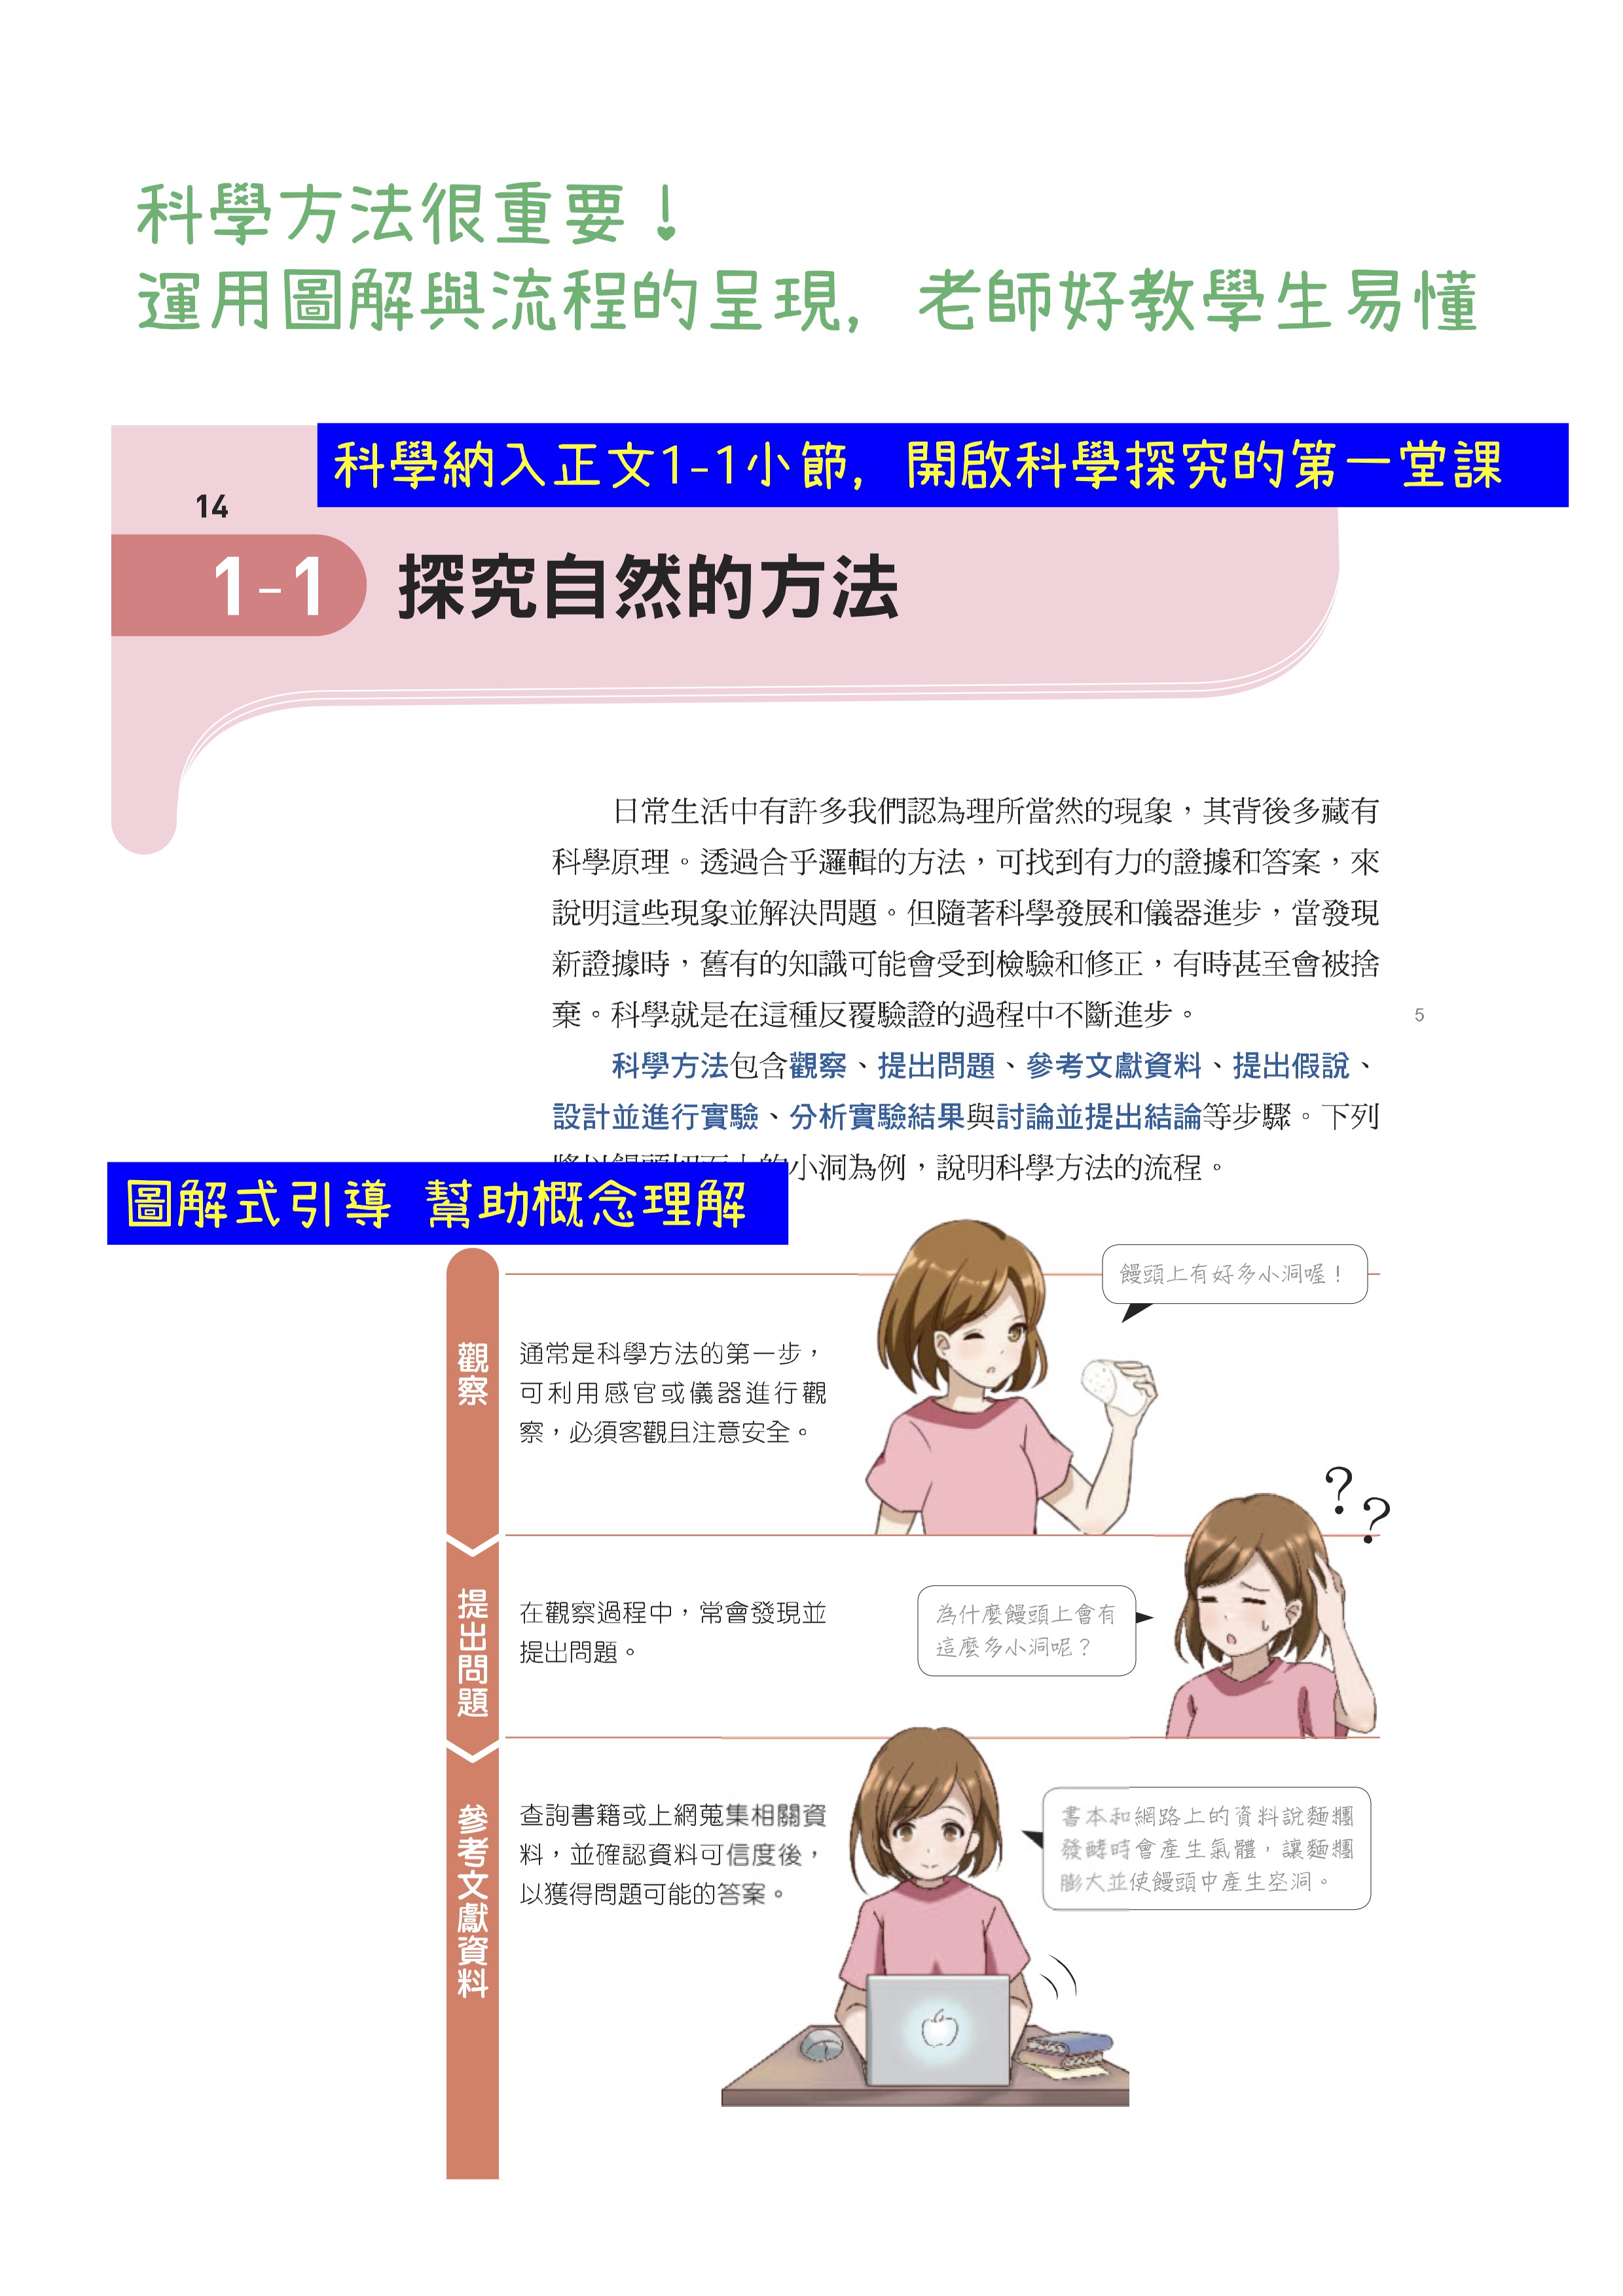 科學方法很重要!
運用圖解與流程的呈現, 老師好教學生易懂
科學納入正文1-1小節, 開啟科學探究的第一堂課
14
1-1 探究自然的方法
日常生活中有許多我們認為理所當然的現象，其背後多藏有
科學原理。透過合乎邏輯的方法，可找到有力的證據和答案，來
說明這些現象並解決問題。但隨著科學發展和儀器進步，當發現
新證據時，舊有的知識可能會受到檢驗和修正，有時甚至會被捨
棄。科學就是在這種反覆驗證的過程中不斷進步。
5
科學方法包含觀察、提出問題、參考文獻資料、提出假說、
設計並進行實驗、分析實驗結果與討論並提出結論等步驟。下列
小洞為例，說明科學方法的流程。
圖解式引導 幫助概念理解
觀察
通常是科學方法的第一步，
可利用感官或儀器進行觀
察，必須客觀且注意安全。
饅頭上有好多小洞喔！
提出問題
在觀察過程中，常會發現並
提出問題。
為什麼饅頭上會有
這麼多小洞呢？
? ?
參考文獻資料
查詢書籍或上網蒐集相關資
料，並確認資料可信度後，
以獲得問題可能的答案。
書本和網路上的資料說麵糰
發酵時會產生氣體，讓麵糰
膨大並使饅頭中產生空洞。